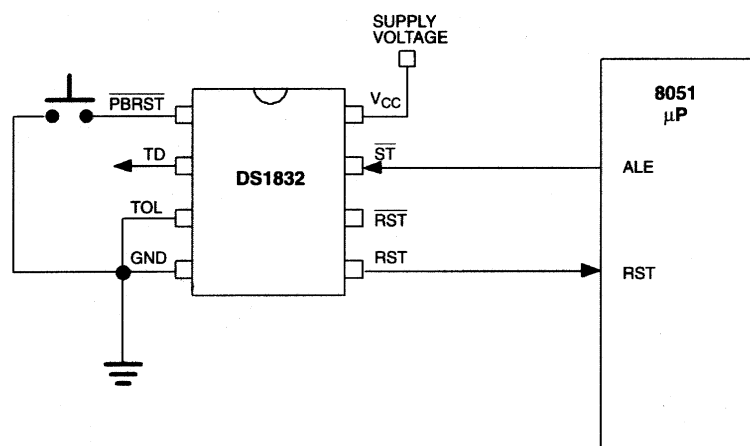 SUPPLY
VOLTAGE
8051
µP
PBRST
VCC
TD
ST
ALE
DS1832
TOL
RST
GND
RST
RST